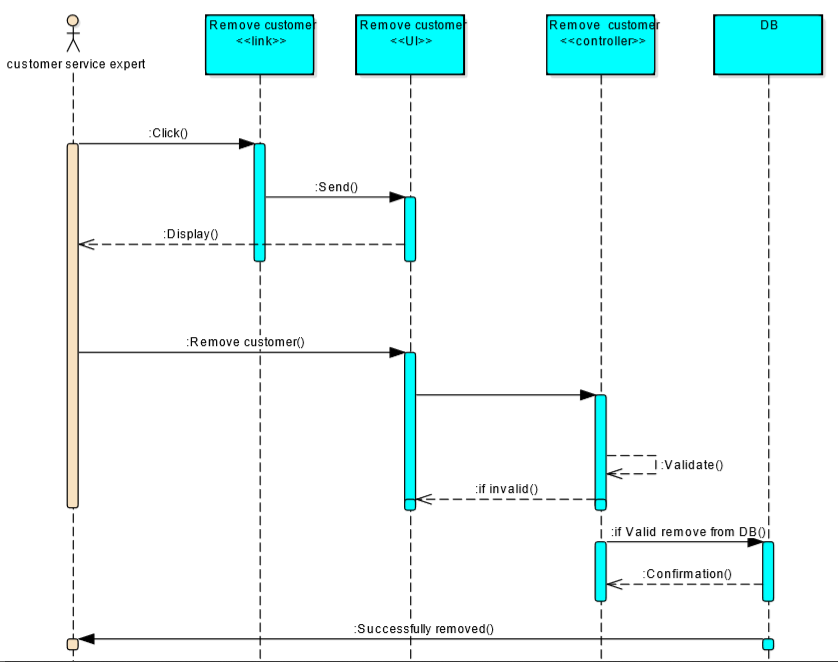 Remove customer
<<link>>
Remove customer
<<UI>>
Remove  customer
<<controller>>
DB
customer service expert
:Click()
:Send()
:Display()
:Remove customer()
:Validate()
:if invalid()
:if Valid remove from DB()
:Confirmation()
:Successfully removed()